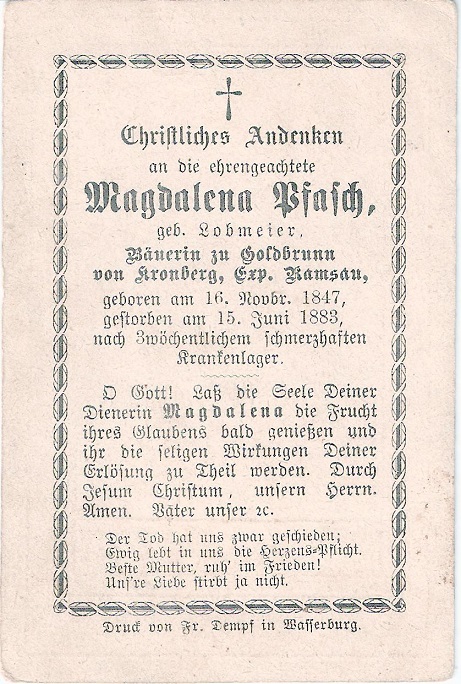 Christliches Andenken
an die ehrengeachtete
Magdalena Pfasch,
geb. Lobmeier,
Bäuerin zu Goldbrunn
von Kronberg, Exp. Ramsau,
geboren am 16. Novbr. 1847,
gestorben am 15. Juni 1883,
nach 3wöchentlichem schmerzhaften
Krankenlager.
O Gott! Laß die Seele Deiner
Dienerin Magdalena die Frucht
ihres Glaubens bald genießen und
ihr die seligen Wirkungen Deiner
Erlösung zu Theil werden. Durch
Jesum Christum, unsern Herrn.
Amen. Vater unser ꝛc.
Der Tod hat uns zwar geschieden;
Ewig lebt in uns die Herzens-Pflicht.
Beste Mutter, ruh' im Frieden!
Uns're Liebe stirbt ja nicht.
Druck von Fr. Dempf in Wasserburg.